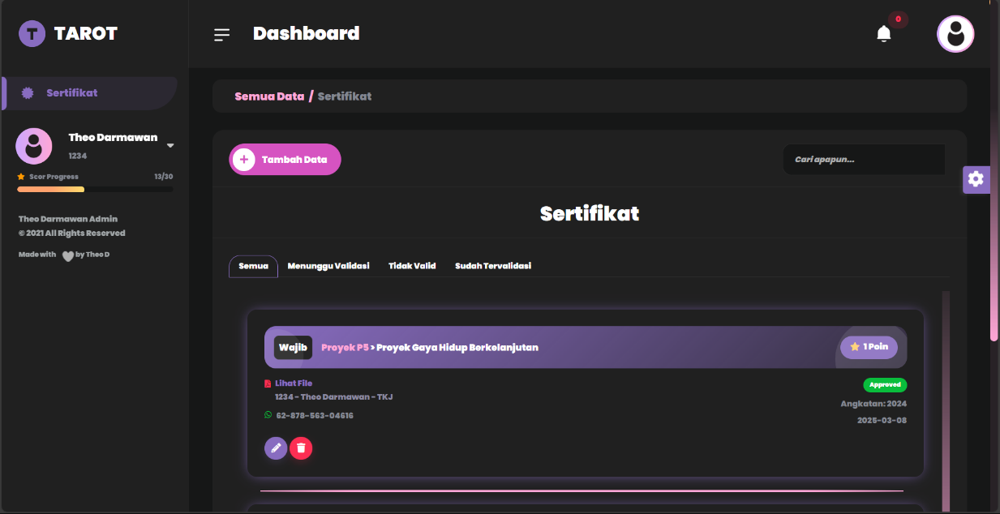 T TAROT
Dashboard
0
Sertifikat
Semua Data / Sertifikat
Theo Darmawan
1234
Scor Progress 13/30
Theo Darmawan Admin
© 2021 All Rights Reserved
Made with by Theo D
+ Tambah Data
Cari apapun...
Sertifikat
Semua Menunggu Validasi Tidak Valid Sudah Tervalidasi
Wajib Proyek P5 > Proyek Gaya Hidup Berkelanjutan 1 Poin
Lihat File
Approved
1234 - Theo Darmawan - TKJ
Angkatan: 2024
62-878-563-04616
2025-03-08